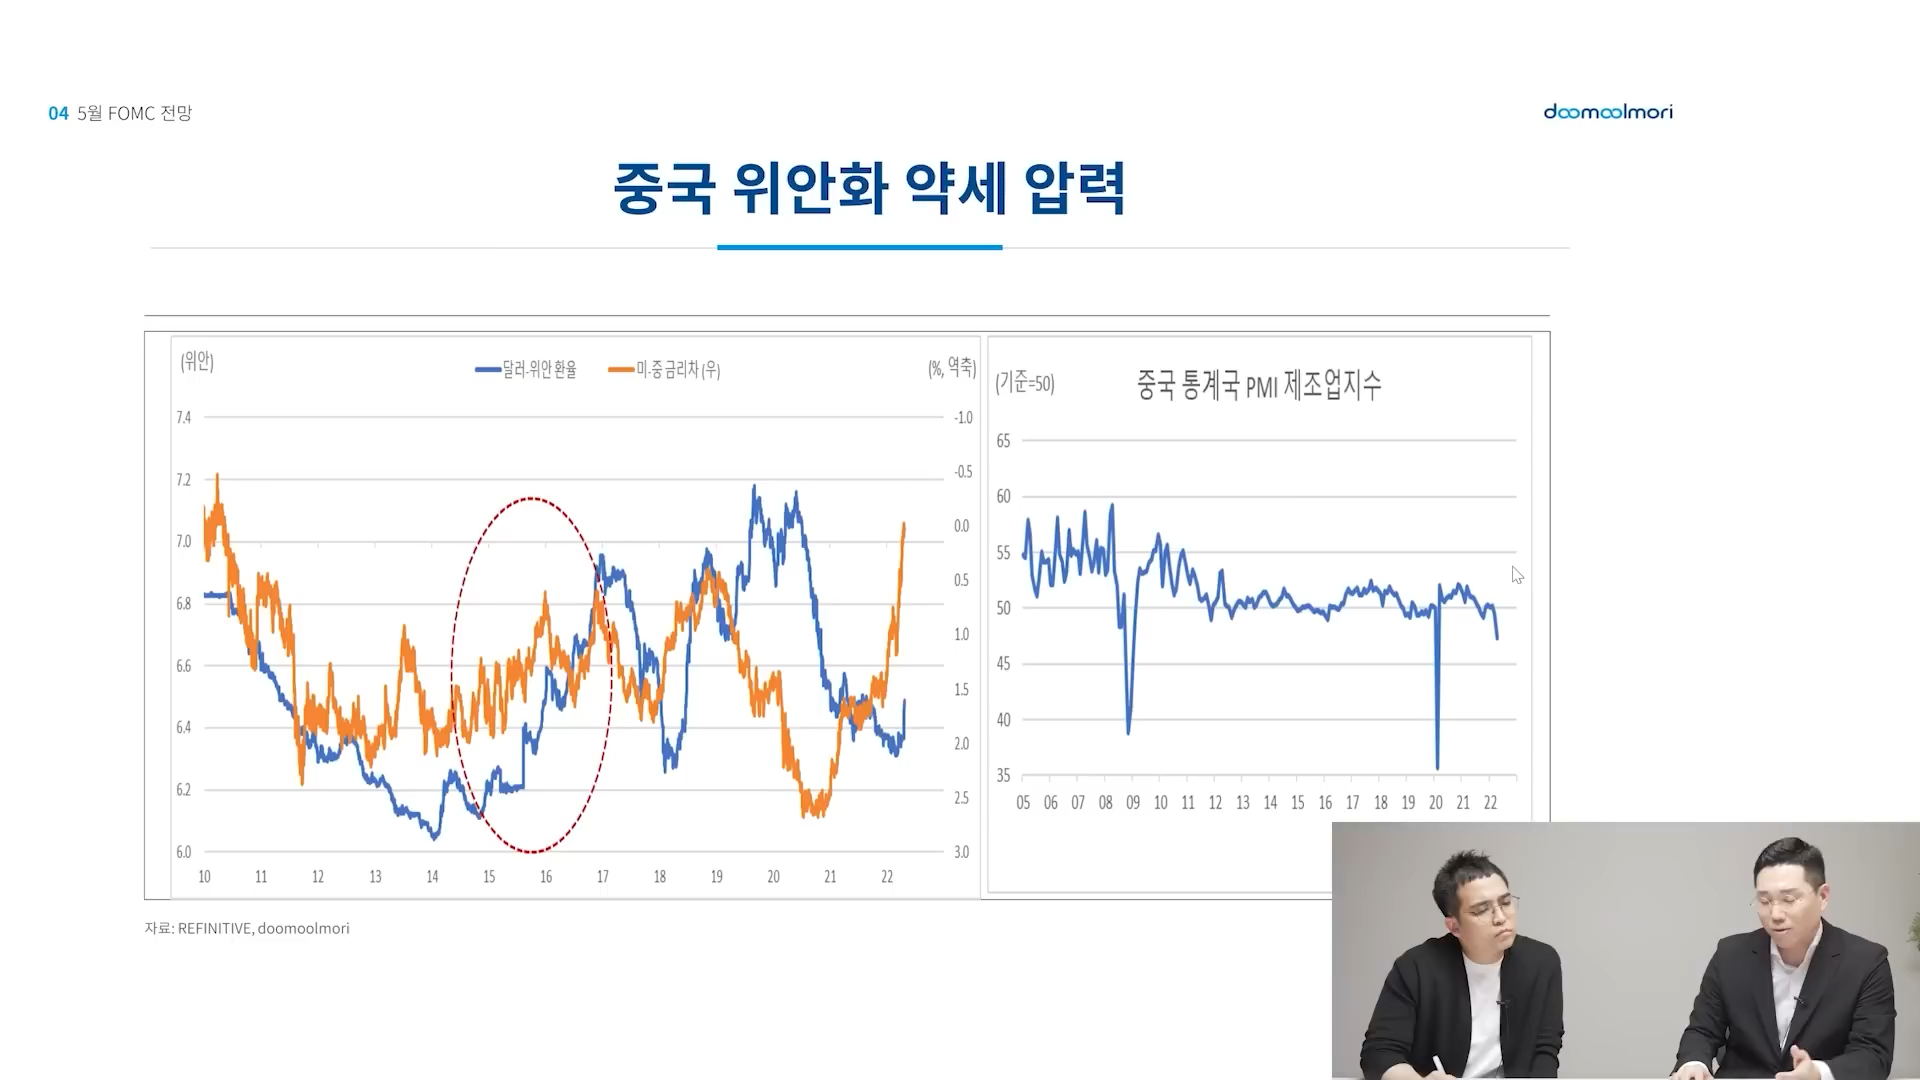 04 5월 FOMC 전망
doomoolmori
중국 위안화 약세 압력
(위안)
달러-위안 환율
미-중 금리차 (우)
(%, 역축)
7.4
7.2
7.0
6.8
6.6
6.4
6.2
6.0
-1.0
-0.5
0.0
0.5
1.0
1.5
2.0
2.5
3.0
10 11 12 13 14 15 16 17 18 19 20 21 22
(기준=50)
중국 통계국 PMI 제조업지수
65
60
55
50
45
40
35
05 06 07 08 09 10 11 12 13 14 15 16 17 18 19 20 21 22
자료: REFINITIVE, doomoolmori